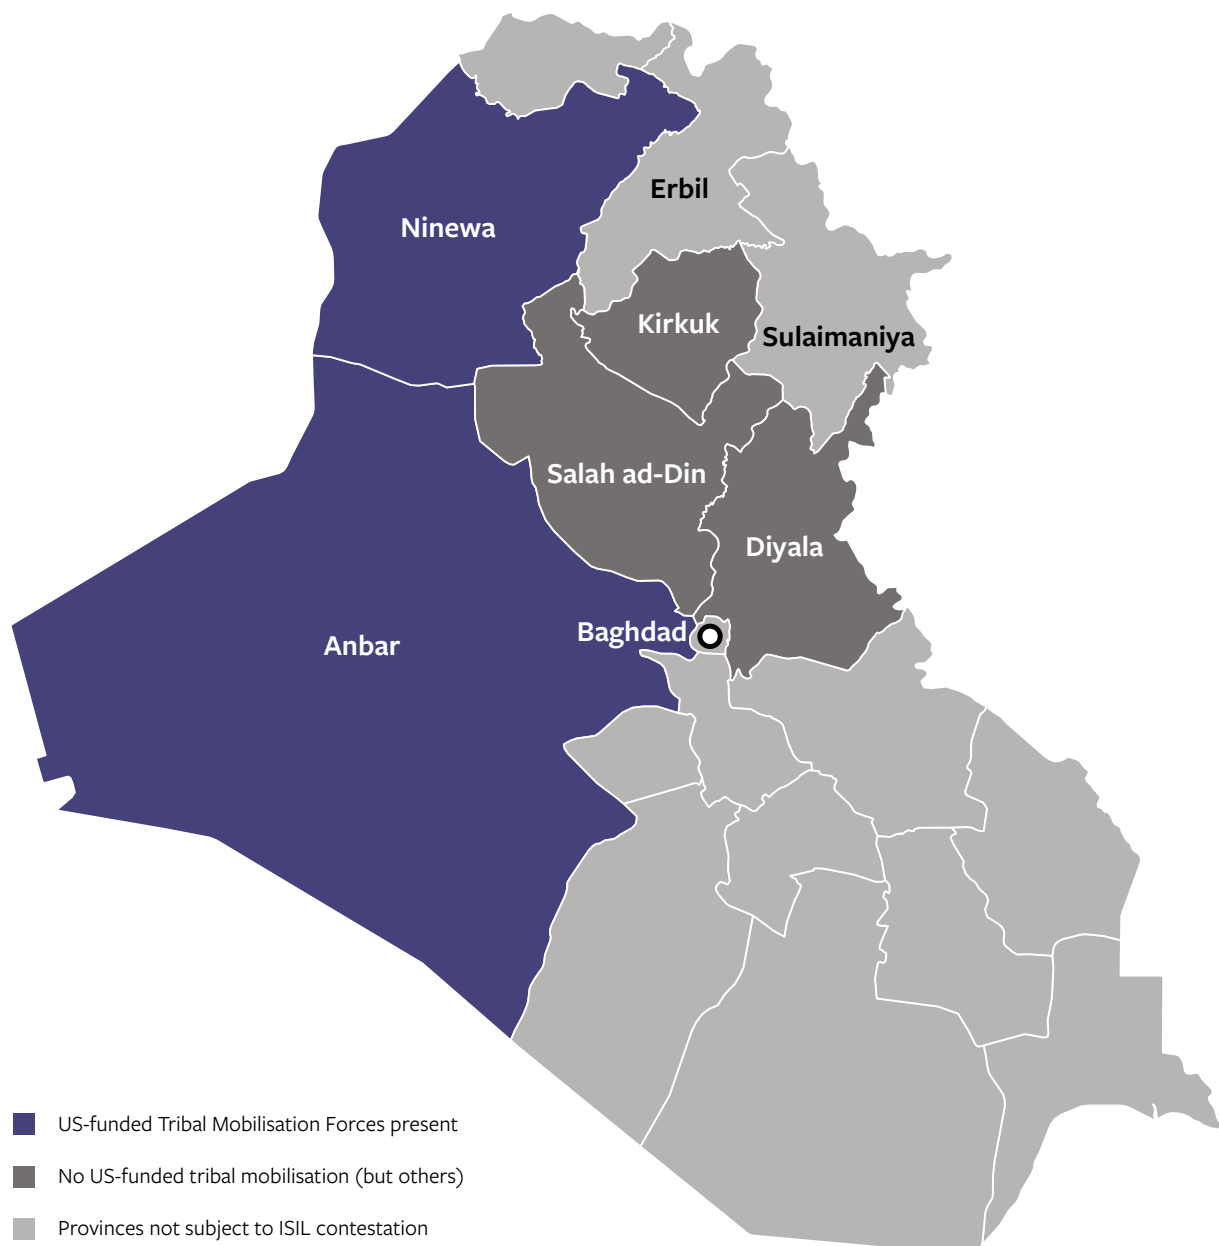 Erbil
Ninewa
Kirkuk
Sulaimaniya
Salah ad-Din
Diyala
Baghdad
Anbar
US-funded Tribal Mobilisation Forces present
No US-funded tribal mobilisation (but others)
Provinces not subject to ISIL contestation